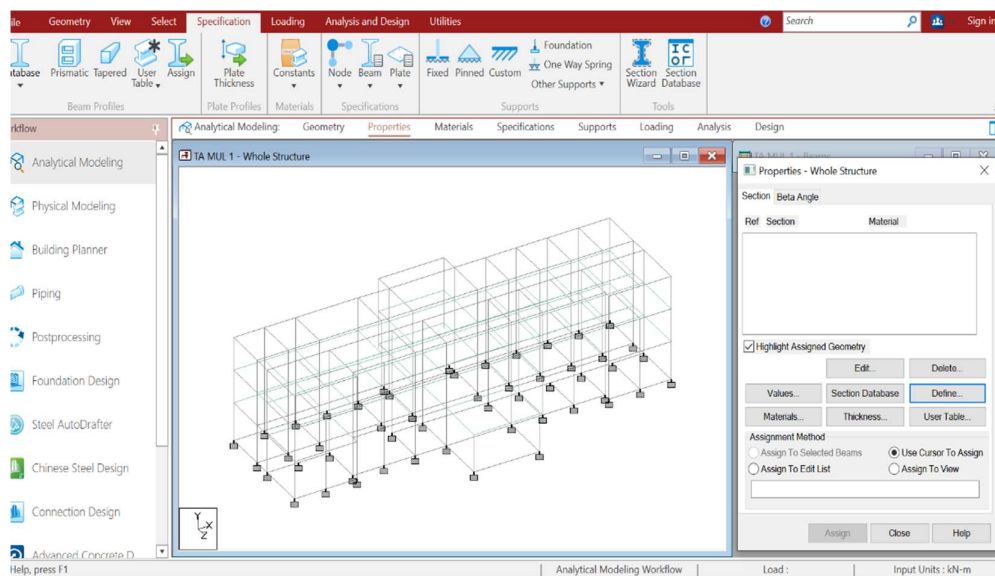 ile Geometry View Select Specification Loading Analysis and Design Utilities Search Sign in
atabase Prismatic Tapered User Table Assign Plate Thickness Constants Node Beam Plate Fixed Pinned Custom Foundation One Way Spring Other Supports Section Wizard Section Database
Beam Profiles Plate Profiles Materials Specifications Supports Tools
rkflow
Analytical Modeling: Geometry Properties Materials Specifications Supports Loading Analysis Design
Analytical Modeling
Physical Modeling
Building Planner
Piping
Postprocessing
Foundation Design
Steel AutoDrafter
Chinese Steel Design
Connection Design
Advanced Concrete D
TA MUL 1 - Whole Structure
Y
X
Z
TA MUL 1 - Beams
Properties - Whole Structure
Section Beta Angle
Ref Section Material
Highlight Assigned Geometry
Edit... Delete...
Values... Section Database Define...
Materials... Thickness... User Table...
Assignment Method
Assign To Selected Beams Use Cursor To Assign
Assign To Edit List Assign To View
Assign Close Help
Help, press F1 Analytical Modeling Workflow Load : Input Units : kN-m